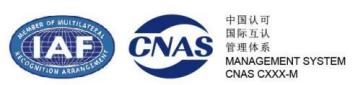 MEMBER OF MULTILATERAL
IAF
RECOGNITION ARRANGEMENT
CNAS
中国认可
国际互认
管理体系
MANAGEMENT SYSTEM
CNAS CXXX-M